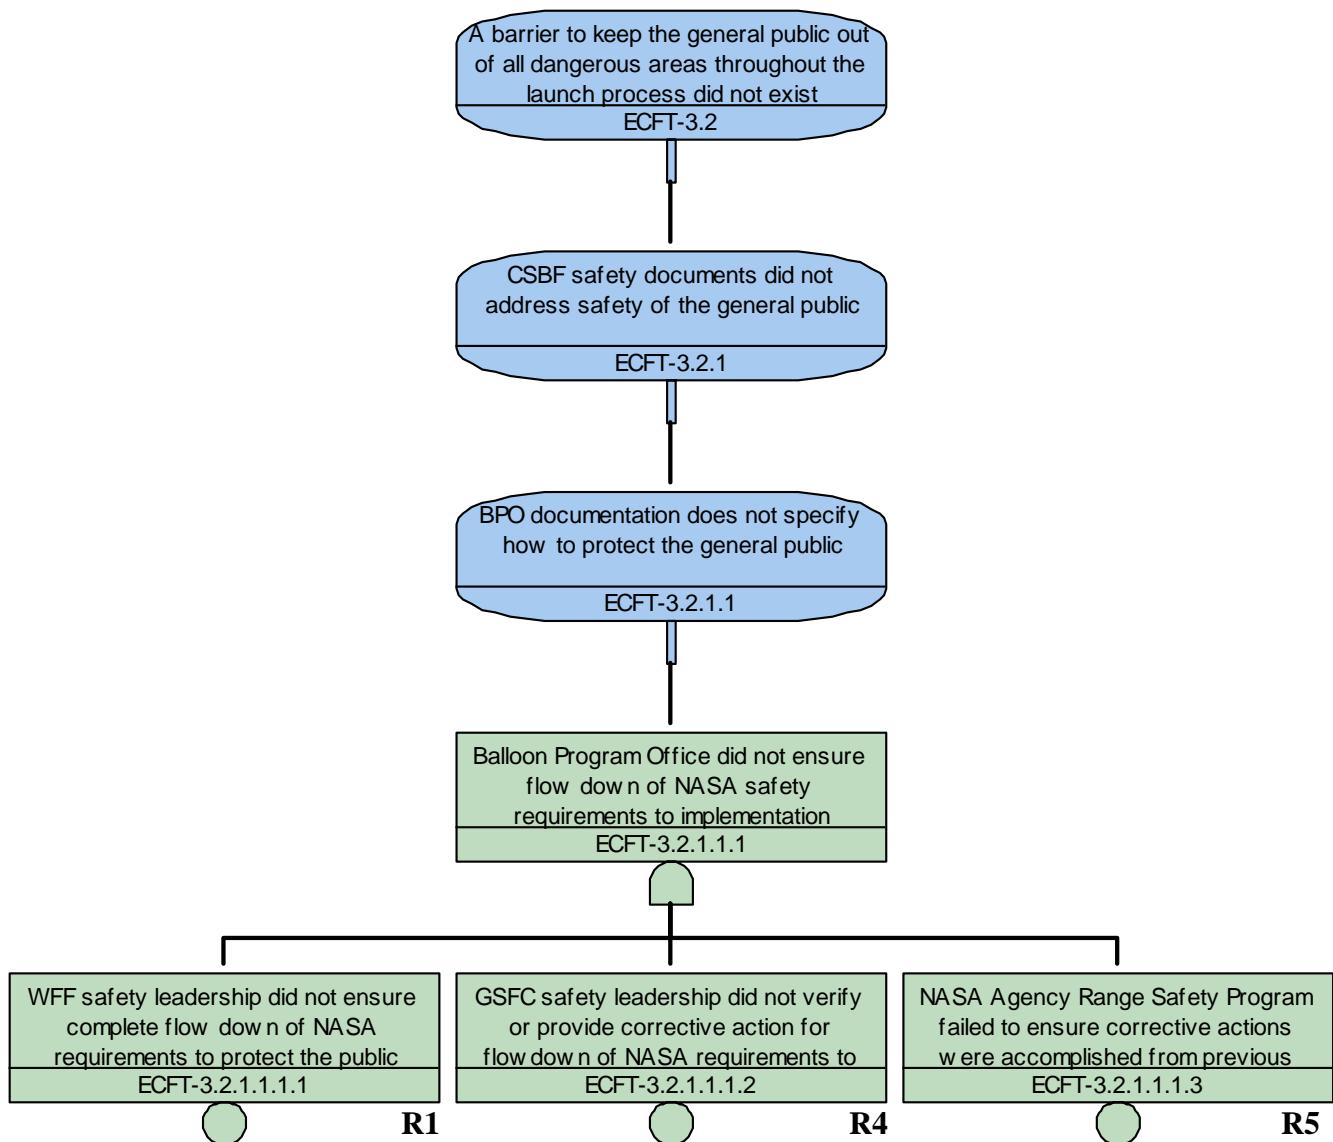 A barrier to keep the general public out
of all dangerous areas throughout the
launch process did not exist
ECFT-3.2
CSBF safety documents did not
address safety of the general public
ECFT-3.2.1
BPO documentation does not specify
how to protect the general public
ECFT-3.2.1.1
Balloon Program Office did not ensure
flow down of NASA safety
requirements to implementation
ECFT-3.2.1.1.1
WFF safety leadership did not ensure
complete flow down of NASA
requirements to protect the public
ECFT-3.2.1.1.1.1
R1
GSFC safety leadership did not verify
or provide corrective action for
flow down of NASA requirements to
ECFT-3.2.1.1.1.2
R4
NASA Agency Range Safety Program
failed to ensure corrective actions
were accomplished from previous
ECFT-3.2.1.1.1.3
R5